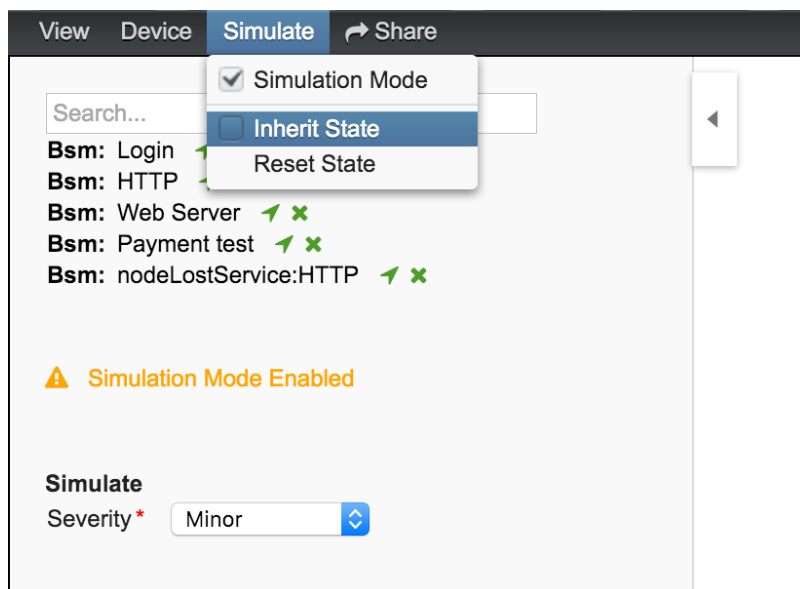 View Device Simulate Share
Simulation Mode
Search...
Inherit State
Bsm: Login
Reset State
Bsm: HTTP
Bsm: Web Server
Bsm: Payment test
Bsm: nodeLostService:HTTP
Simulation Mode Enabled
Simulate
Severity* Minor